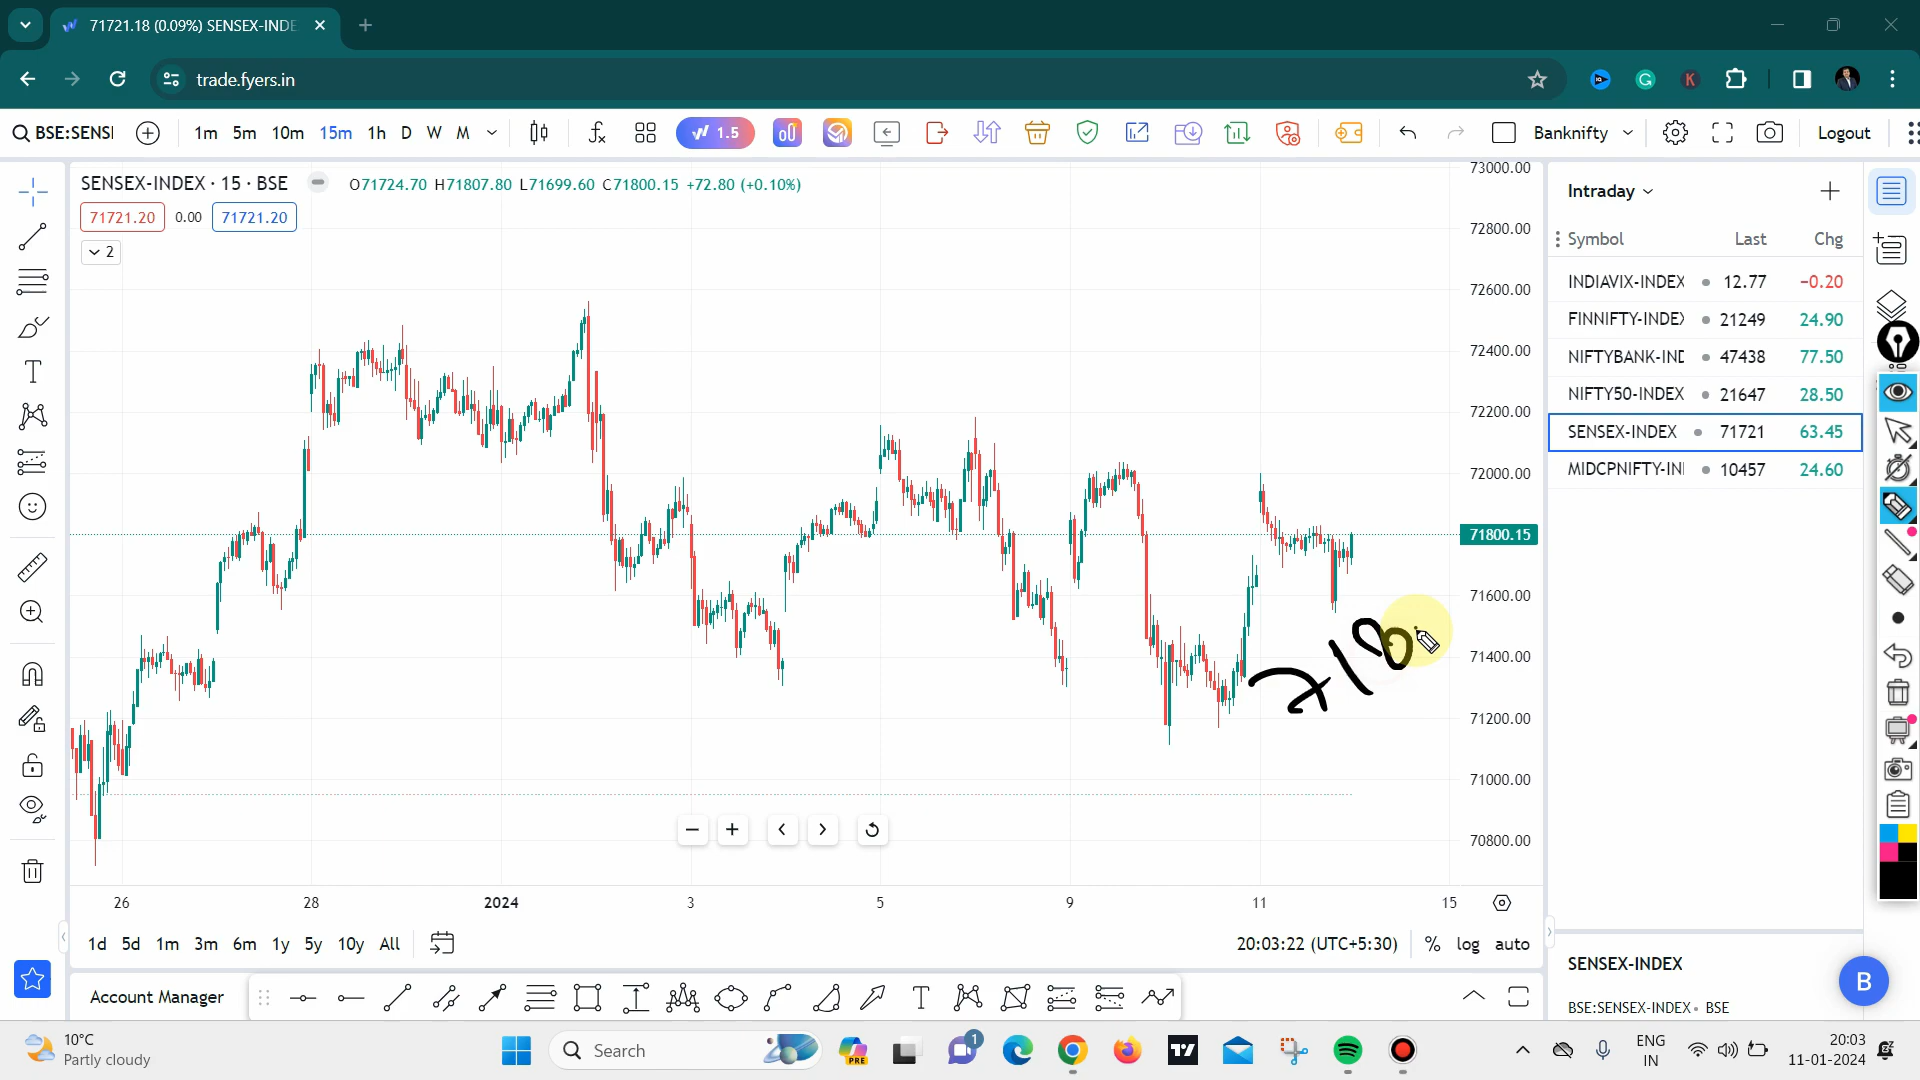 71721.18 (0.09%) SENSEX-INDE
trade.fyers.in
BSE:SENSI
1m 5m 10m 15m 1h D W M
1.5
Banknifty
Logout
SENSEX-INDEX · 15 · BSE
O71724.70 H71807.80 L71699.60 C71800.15 +72.80 (+0.10%)
71721.20 0.00 71721.20
2
73000.00
72800.00
72600.00
72400.00
72200.00
72000.00
71800.15
71600.00
71400.00
71200.00
71000.00
70800.00
718
26 28 2024 3 5 9 11 15
1d 5d 1m 3m 6m 1y 5y 10y All
20:03:22 (UTC+5:30) % log auto
Account Manager
Intraday
Symbol Last Chg
INDIAVIX-INDEX 12.77 −0.20
FINNIFTY-INDEX 21249 24.90
NIFTYBANK-INE 47438 77.50
NIFTY50-INDEX 21647 28.50
SENSEX-INDEX 71721 63.45
MIDCPNIFTY-INI 10457 24.60
SENSEX-INDEX
BSE:SENSEX-INDEX • BSE
B
10°C
Partly cloudy
Search
PRE
1
ENG
IN
20:03
11-01-2024